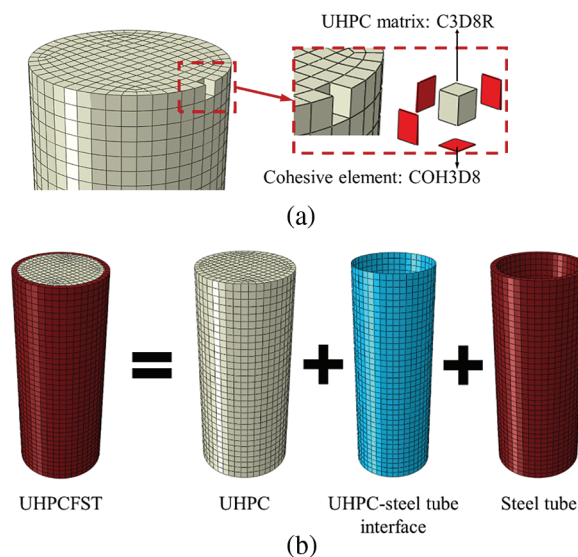 UHPC matrix: C3D8R
Cohesive element: COH3D8
(a)
UHPCFST
UHPC
UHPC-steel tube
interface
Steel tube
(b)